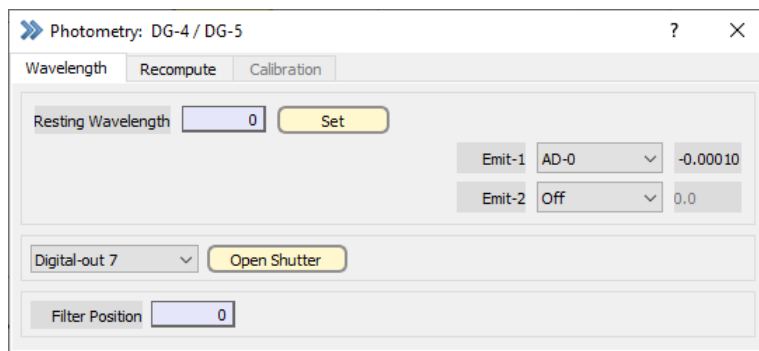 Photometry: DG-4 / DG-5 ?
Wavelength Recompute Calibration
Resting Wavelength 0 Set
Emit-1 AD-0 -0.00010
Emit-2 Off 0.0
Digital-out 7 Open Shutter
Filter Position 0